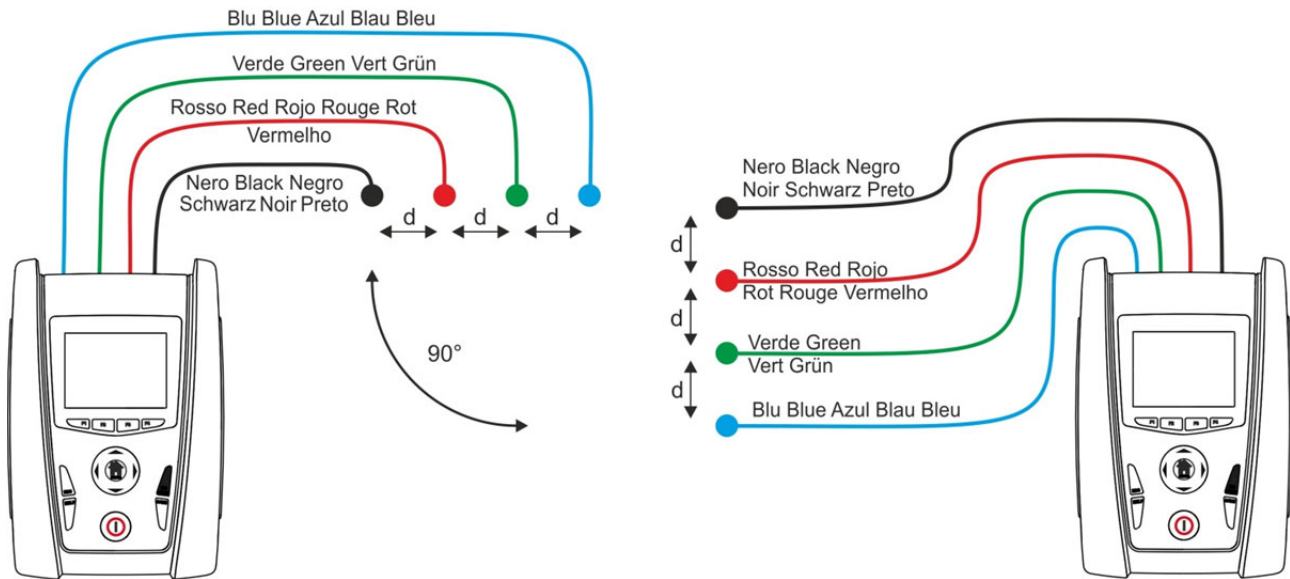 Blu Blue Azul Blau Bleu
Verde Green Vert Grün
Rosso Red Rojo Rouge Rot
Vermelho
Nero Black Negro
Schwarz Noir Preto
d
d
d
90°
Nero Black Negro
Noir Schwarz Preto
d
Rosso Red Rojo
Rot Rouge Vermelho
d
Verde Green
Vert Grün
d
Blu Blue Azul Blau Bleu